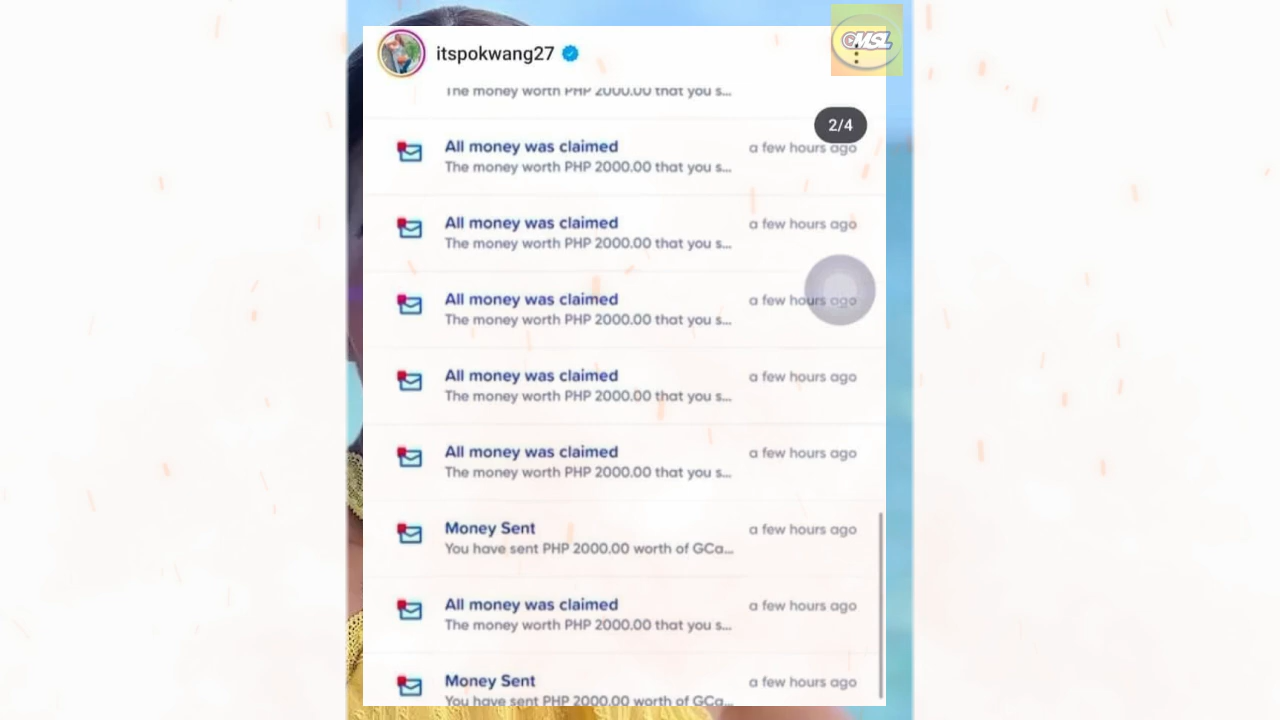 itspokwang27
MSL
The money worth PHP 2000.00 that you s...
2/4
All money was claimed a few hours ago
The money worth PHP 2000.00 that you s...
All money was claimed a few hours ago
The money worth PHP 2000.00 that you s...
All money was claimed a few hours ago
The money worth PHP 2000.00 that you s...
All money was claimed a few hours ago
The money worth PHP 2000.00 that you s...
All money was claimed a few hours ago
The money worth PHP 2000.00 that you s...
Money Sent a few hours ago
You have sent PHP 2000.00 worth of GCa...
All money was claimed a few hours ago
The money worth PHP 2000.00 that you s...
Money Sent a few hours ago
You have sent PHP 2000.00 worth of GCa...